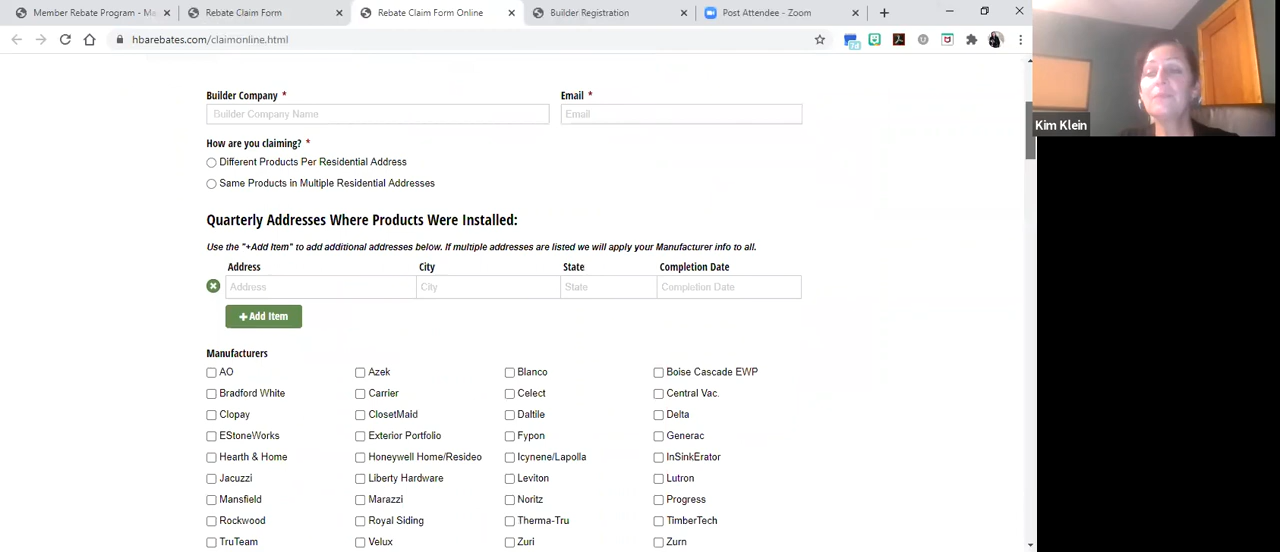 Member Rebate Program - Me
Rebate Claim Form
Rebate Claim Form Online
Builder Registration
Post Attendee - Zoom
hbarebates.com/claimonline.html
Kim Klein
Builder Company *
Email *
Builder Company Name
Email
How are you claiming? *
Different Products Per Residential Address
Same Products in Multiple Residential Addresses
Quarterly Addresses Where Products Were Installed:
Use the "+Add Item" to add additional addresses below. If multiple addresses are listed we will apply your Manufacturer info to all.
Address City State Completion Date
Address City State Completion Date
+ Add Item
Manufacturers
AO Azek Blanco Boise Cascade EWP
Bradford White Carrier Celect Central Vac.
Clopay ClosetMaid Daltile Delta
EStoneWorks Exterior Portfolio Fypon Generac
Hearth & Home Honeywell Home/Resideo Icynene/Lapolla InSinkErator
Jacuzzi Liberty Hardware Leviton Lutron
Mansfield Marazzi Noritz Progress
Rockwood Royal Siding Therma-Tru TimberTech
TruTeam Velux Zuri Zurn